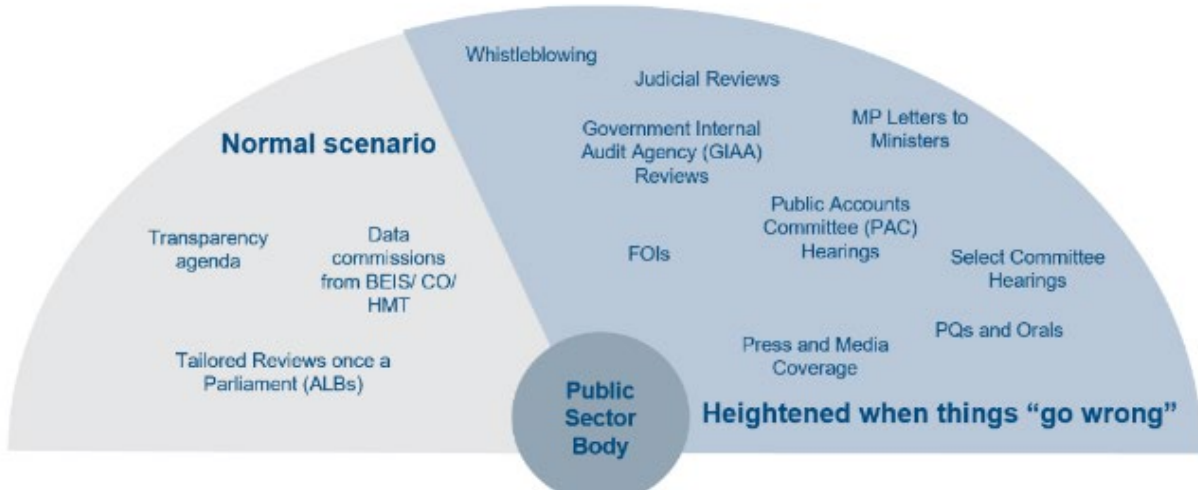 Normal scenario
Transparency
agenda
Data
commissions
from BEIS/ CO/
HMT
Tailored Reviews once a
Parliament (ALBs)
Whistleblowing
Judicial Reviews
Government Internal
Audit Agency (GIAA)
Reviews
MP Letters to
Ministers
FOIs
Public Accounts
Committee (PAC)
Hearings
Select Committee
Hearings
PQs and Orals
Press and Media
Coverage
Heightened when things “go wrong”
Public
Sector
Body